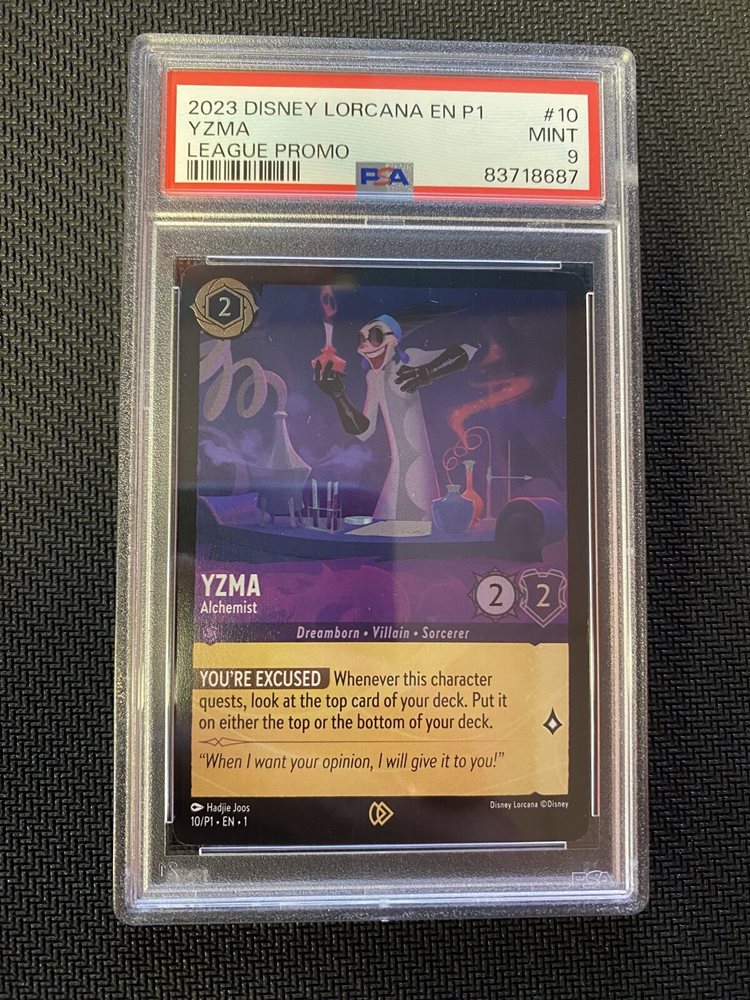 2023 DISNEY LORCANA EN P1 #10
YZMA MINT
LEAGUE PROMO 9
PSA 83718687
2
YZMA
Alchemist
2 2
Dreamborn • Villain • Sorcerer
YOU'RE EXCUSED Whenever this character
quests, look at the top card of your deck. Put it
on either the top or the bottom of your deck.
“When I want your opinion, I will give it to you!”
Hadjie Joos
Disney Lorcana ©Disney
10/P1 • EN • 1
PSA